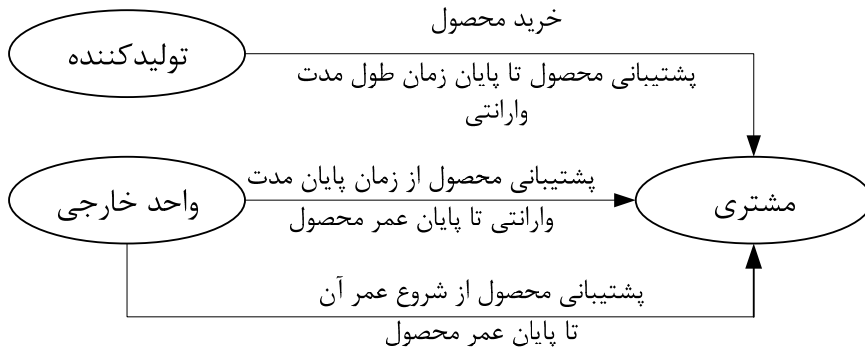 خرید محصول
تولیدکننده
پشتیبانی محصول تا پایان زمان طول مدت
وارانتی
پشتیبانی محصول از زمان پایان مدت
واحد خارجی
مشتری
وارانتی تا پایان عمر محصول
پشتیبانی محصول از شروع عمر آن
تا پایان عمر محصول